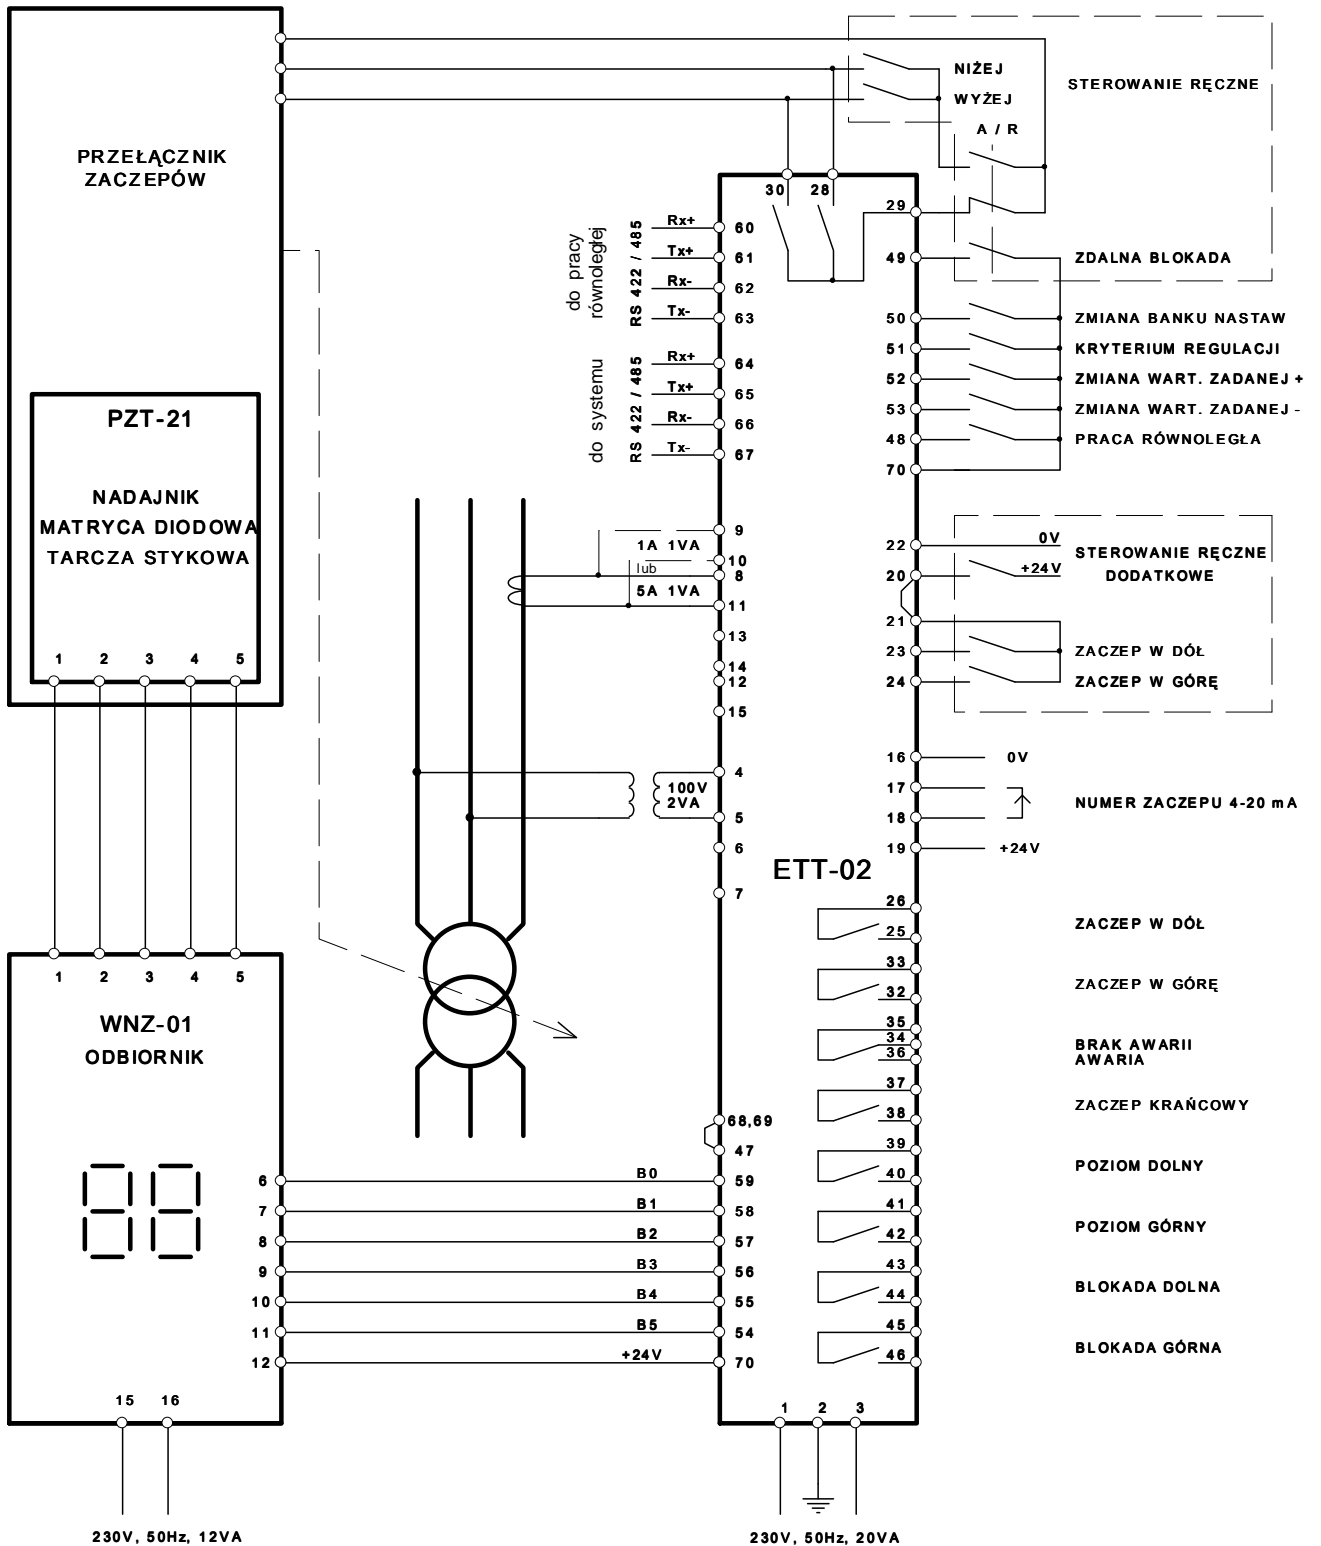 PRZEŁĄCZNIK
ZACZEPÓW
PZT-21
NADAJNIK
MATRYCA DIODOWA
TARCZA STYKOWA
1 2 3 4 5
1 2 3 4 5
WNZ-01
ODBIORNIK
6
7
8
9
10
11
12
15 16
230V, 50Hz, 12VA
B0
B1
B2
B3
B4
B5
+24V
do pracy
równoległej
RS 422 / 485
Rx+
Tx+
Rx-
Tx-
do systemu
RS 422 / 485
Rx+
Tx+
Rx-
Tx-
1A 1VA
lub
5A 1VA
100V
2VA
ETT-02
30 28
60
61
62
63
64
65
66
67
9
10
8
11
13
14
12
15
4
5
6
7
68,69
47
59
58
57
56
55
54
70
1 2 3
230V, 50Hz, 20VA
29
49
50
51
52
53
48
70
22
20
21
23
24
16
17
18
19
26
25
33
32
35
34
36
37
38
39
40
41
42
43
44
45
46
NIŻEJ
WYŻEJ
A / R
STEROWANIE RĘCZNE
ZDALNA BLOKADA
ZMIANA BANKU NASTAW
KRYTERIUM REGULACJI
ZMIANA WART. ZADANEJ +
ZMIANA WART. ZADANEJ -
PRACA RÓWNOLEGŁA
0V
+24V
STEROWANIE RĘCZNE
DODATKOWE
ZACZEP W DÓŁ
ZACZEP W GÓRĘ
0V
NUMER ZACZEPU 4-20 mA
+24V
ZACZEP W DÓŁ
ZACZEP W GÓRĘ
BRAK AWARII
AWARIA
ZACZEP KRAŃCOWY
POZIOM DOLNY
POZIOM GÓRNY
BLOKADA DOLNA
BLOKADA GÓRNA